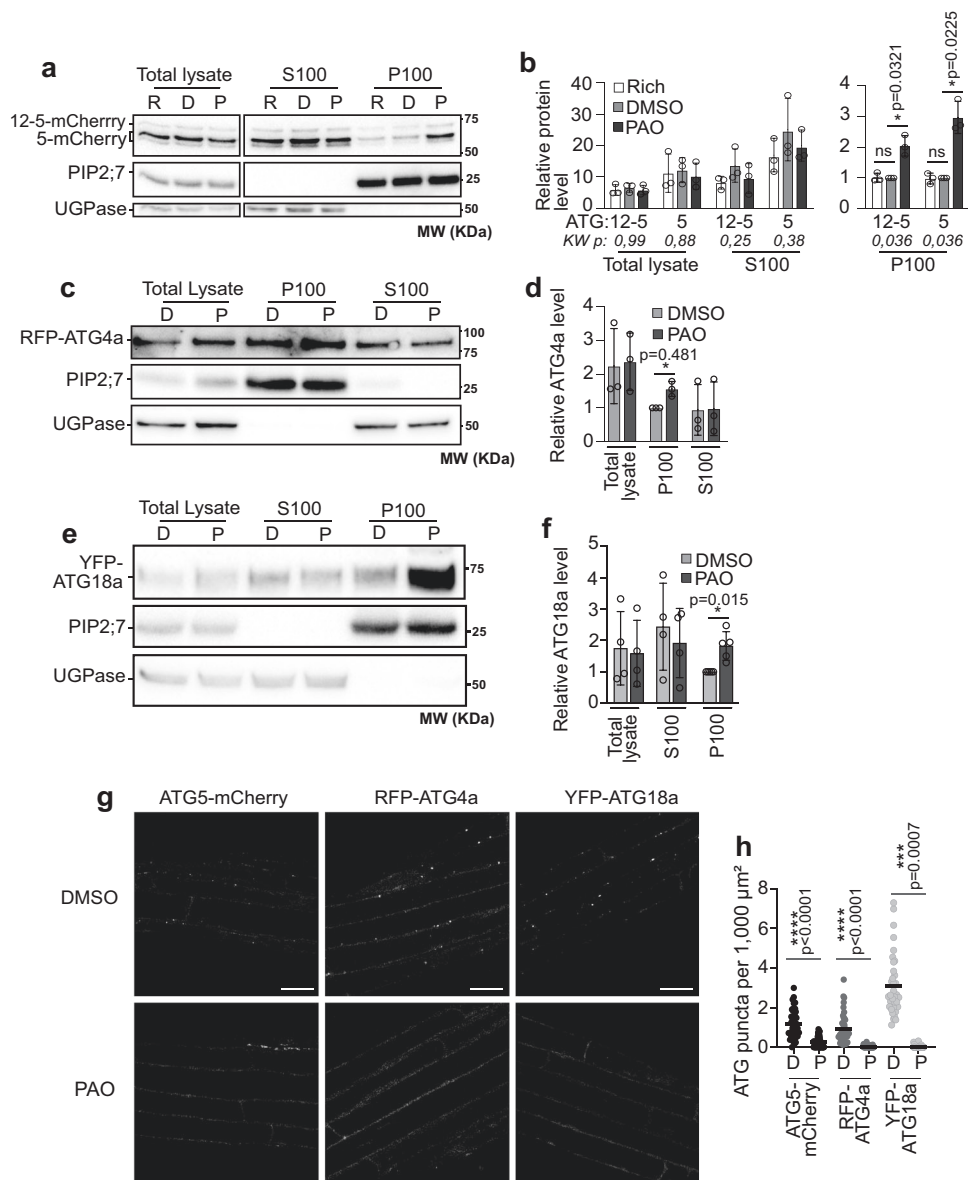 a
Total lysate S100 P100
R D P R D P R D P
12-5-mCherrry
5-mCherry
75
50
PIP2;7
25
UGPase
50
MW (KDa)
b
Relative protein level
40
30
20
10
0
Rich
DMSO
PAO
ATG: 12-5 5 12-5 5
KW p: 0,99 0,88 0,25 0,38
Total lysate S100
4
3
2
1
0
ns
* p=0.0321
ns
*p=0.0225
12-5 5
0,036 0,036
P100
c
Total Lysate P100 S100
D P D P D P
RFP-ATG4a
100
75
PIP2;7
25
UGPase
50
MW (KDa)
d
Relative ATG4a level
4
3
2
1
0
DMSO
PAO
p=0.481
*
Total lysate
P100
S100
e
Total Lysate S100 P100
D P D P D P
YFP-
ATG18a
75
PIP2;7
25
UGPase
50
MW (KDa)
f
Relative ATG18a level
5
4
3
2
1
0
DMSO
PAO
p=0.015
*
Total
lysate
S100
P100
g
ATG5-mCherry RFP-ATG4a YFP-ATG18a
DMSO
PAO
h
ATG puncta per 1,000 µm²
8
6
4
2
0
****
p<0.0001
****
p<0.0001
***
p=0.0007
D P D P D P
ATG5-
mCherry
RFP-
ATG4a
YFP-
ATG18a